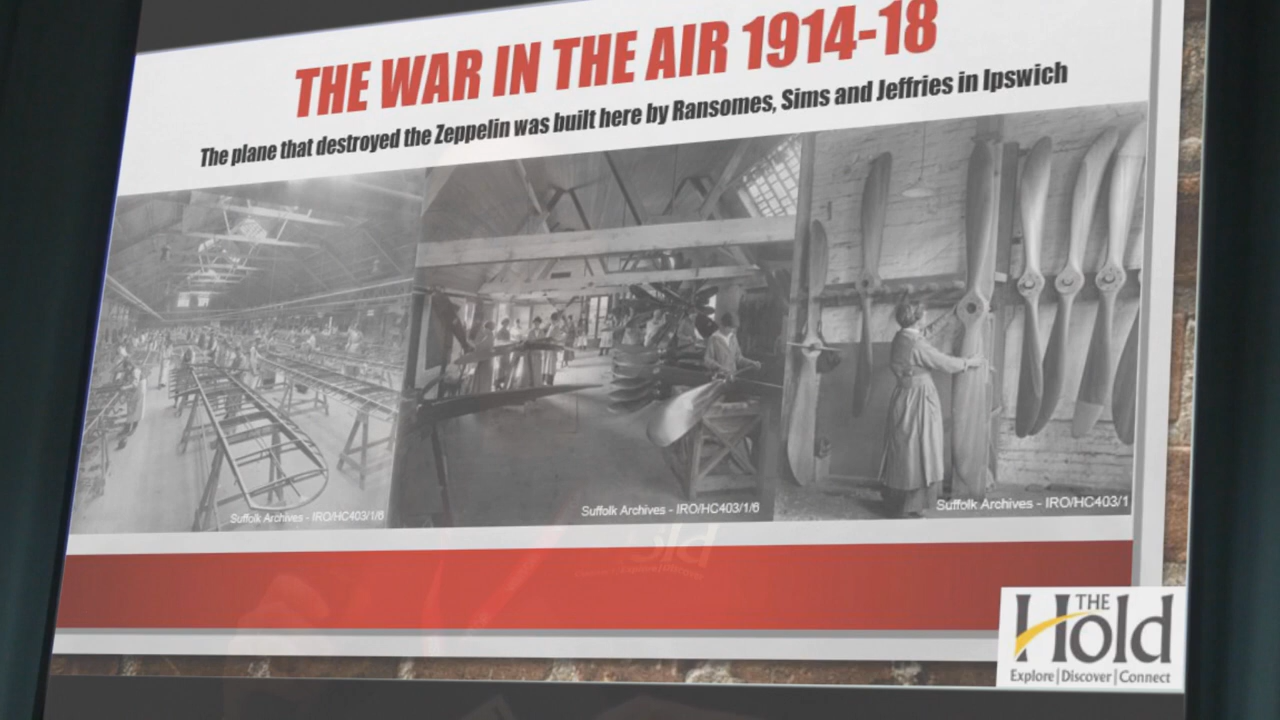 THE WAR IN THE AIR 1914-18
The plane that destroyed the Zeppelin was built here by Ransomes, Sims and Jeffries in Ipswich
Suffolk Archives - IRO/HC403/1/6
Suffolk Archives - IRO/HC403/1/6
Suffolk Archives - IRO/HC403/1
THE
Hold
Explore|Discover|Connect